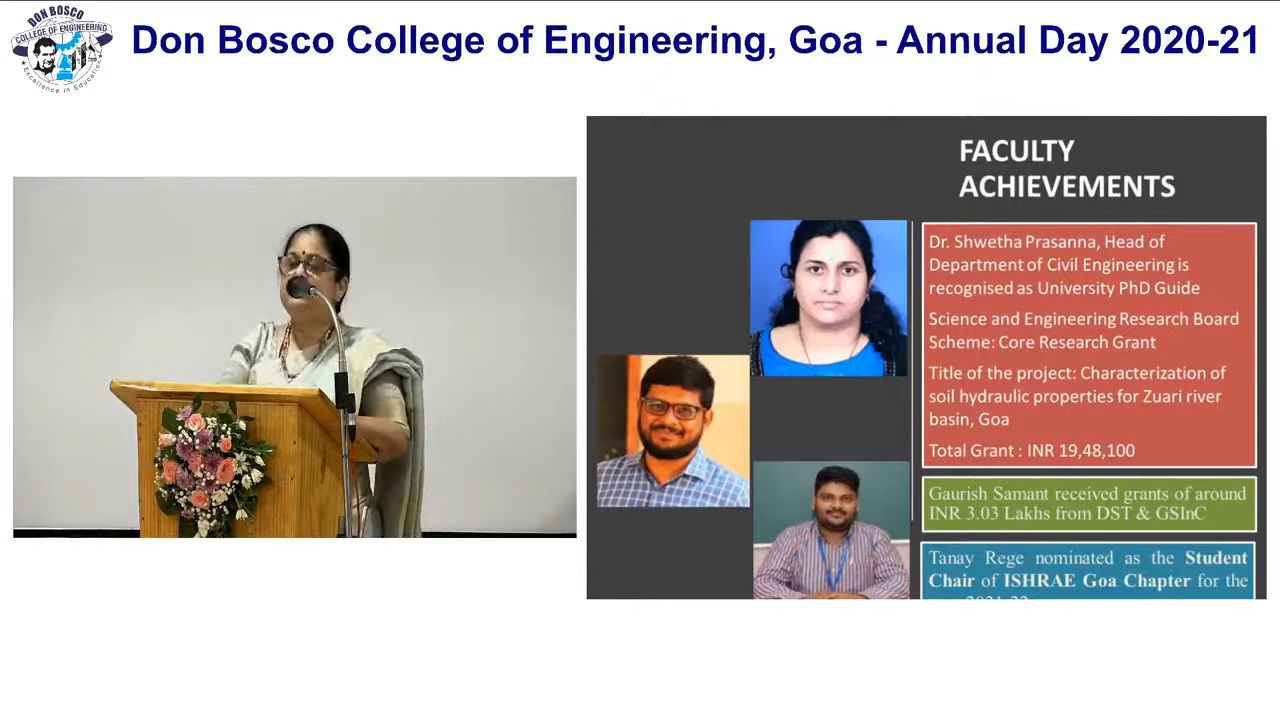 DON BOSCO
COLLEGE OF ENGINEERING
Excellence in Education
Don Bosco College of Engineering, Goa - Annual Day 2020-21
FACULTY
ACHIEVEMENTS
Dr. Shwetha Prasanna, Head of
Department of Civil Engineering is
recognised as University PhD Guide
Science and Engineering Research Board
Scheme: Core Research Grant
Title of the project: Characterization of
soil hydraulic properties for Zuari river
basin, Goa
Total Grant : INR 19,48,100
Gaurish Samant received grants of around
INR 3.03 Lakhs from DST & GSInC
Tanay Rege nominated as the Student
Chair of ISHRAE Goa Chapter for the